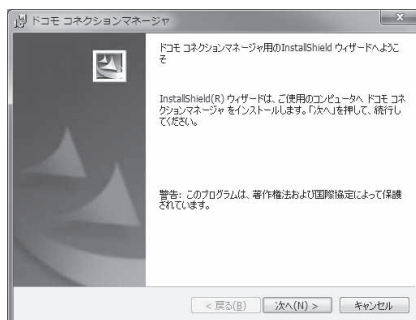 ドコモ コネクションマネージャ
ドコモ コネクションマネージャ用のInstallShield ウィザードへようこ
そ
InstallShield(R) ウィザードは、ご使用のコンピュータへ ドコモ コネ
クションマネージャ をインストールします。「次へ」を押して、続行し
てください。
警告: このプログラムは、著作権法および国際協定によって保護
されています。
< 戻る(B)
次へ(N) >
キャンセル